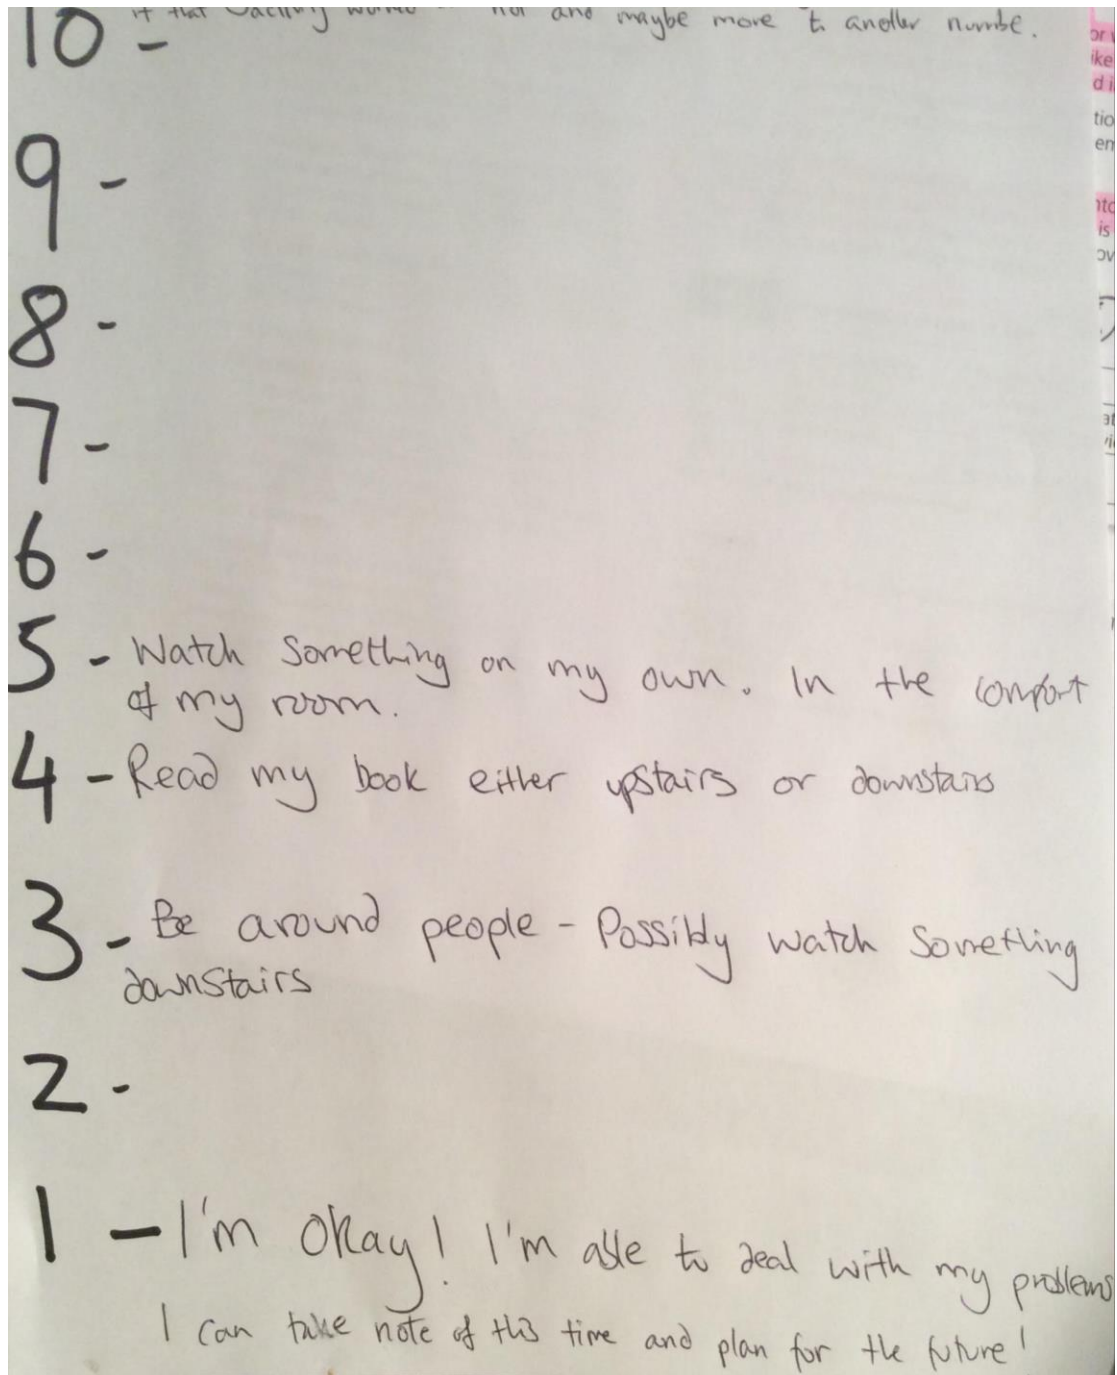 if that
and maybe more to another number.
10 -
9 -
8 -
7 -
6 -
5 - Watch something on my own. In the comfort
of my room.
4 - Read my book either upstairs or downstairs
3 - Be around people - Possibly watch something
downstairs
2 -
1 - I'm okay! I'm able to deal with my problems
I can take note of this time and plan for the future!